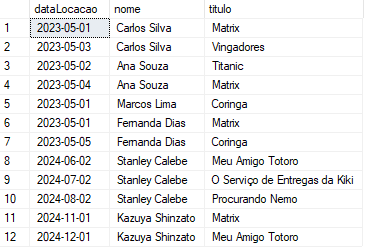 dataLocacao nome titulo
1 2023-05-01 Carlos Silva Matrix
2 2023-05-03 Carlos Silva Vingadores
3 2023-05-02 Ana Souza Titanic
4 2023-05-04 Ana Souza Matrix
5 2023-05-01 Marcos Lima Coringa
6 2023-05-01 Fernanda Dias Matrix
7 2023-05-05 Fernanda Dias Coringa
8 2024-06-02 Stanley Calebe Meu Amigo Totoro
9 2024-07-02 Stanley Calebe O Serviço de Entregas da Kiki
10 2024-08-02 Stanley Calebe Procurando Nemo
11 2024-11-01 Kazuya Shinzato Matrix
12 2024-12-01 Kazuya Shinzato Meu Amigo Totoro